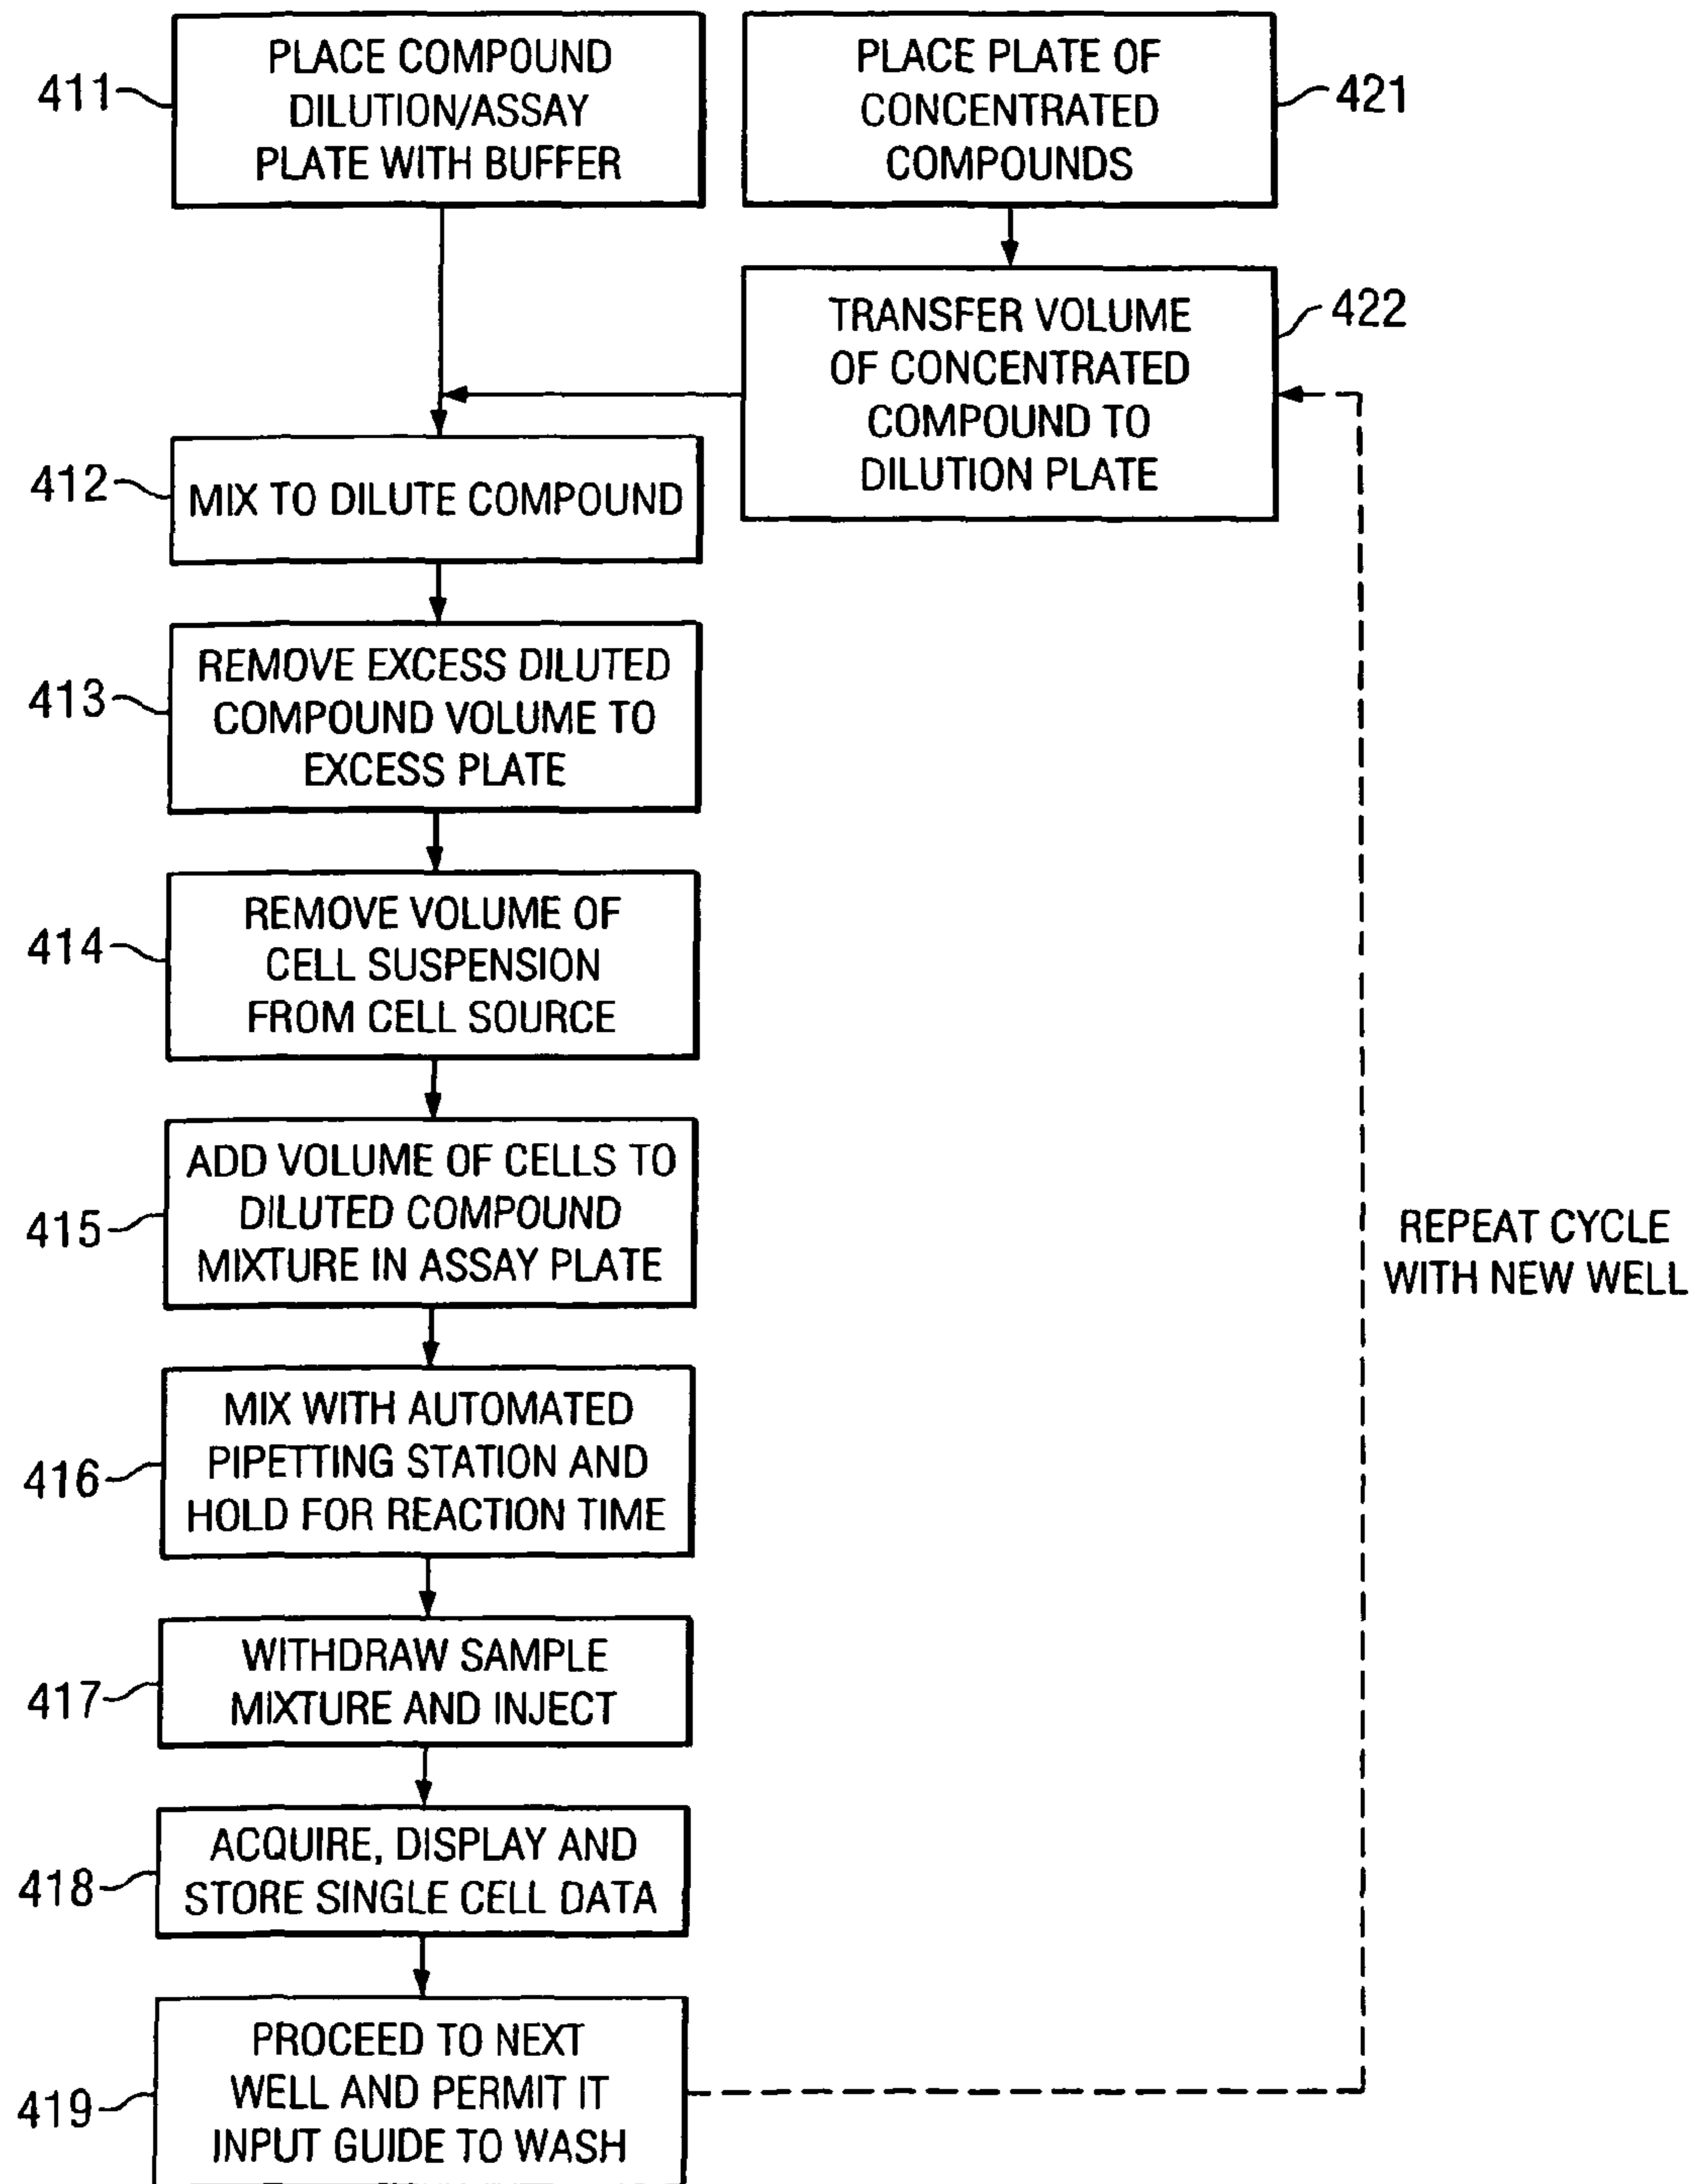 411
PLACE COMPOUND
DILUTION/ASSAY
PLATE WITH BUFFER
PLACE PLATE OF
CONCENTRATED
COMPOUNDS
421
TRANSFER VOLUME
OF CONCENTRATED
COMPOUND TO
DILUTION PLATE
422
412
MIX TO DILUTE COMPOUND
413
REMOVE EXCESS DILUTED
COMPOUND VOLUME TO
EXCESS PLATE
414
REMOVE VOLUME OF
CELL SUSPENSION
FROM CELL SOURCE
415
ADD VOLUME OF CELLS TO
DILUTED COMPOUND
MIXTURE IN ASSAY PLATE
REPEAT CYCLE
WITH NEW WELL
416
MIX WITH AUTOMATED
PIPETTING STATION AND
HOLD FOR REACTION TIME
417
WITHDRAW SAMPLE
MIXTURE AND INJECT
418
ACQUIRE, DISPLAY AND
STORE SINGLE CELL DATA
419
PROCEED TO NEXT
WELL AND PERMIT IT
INPUT GUIDE TO WASH